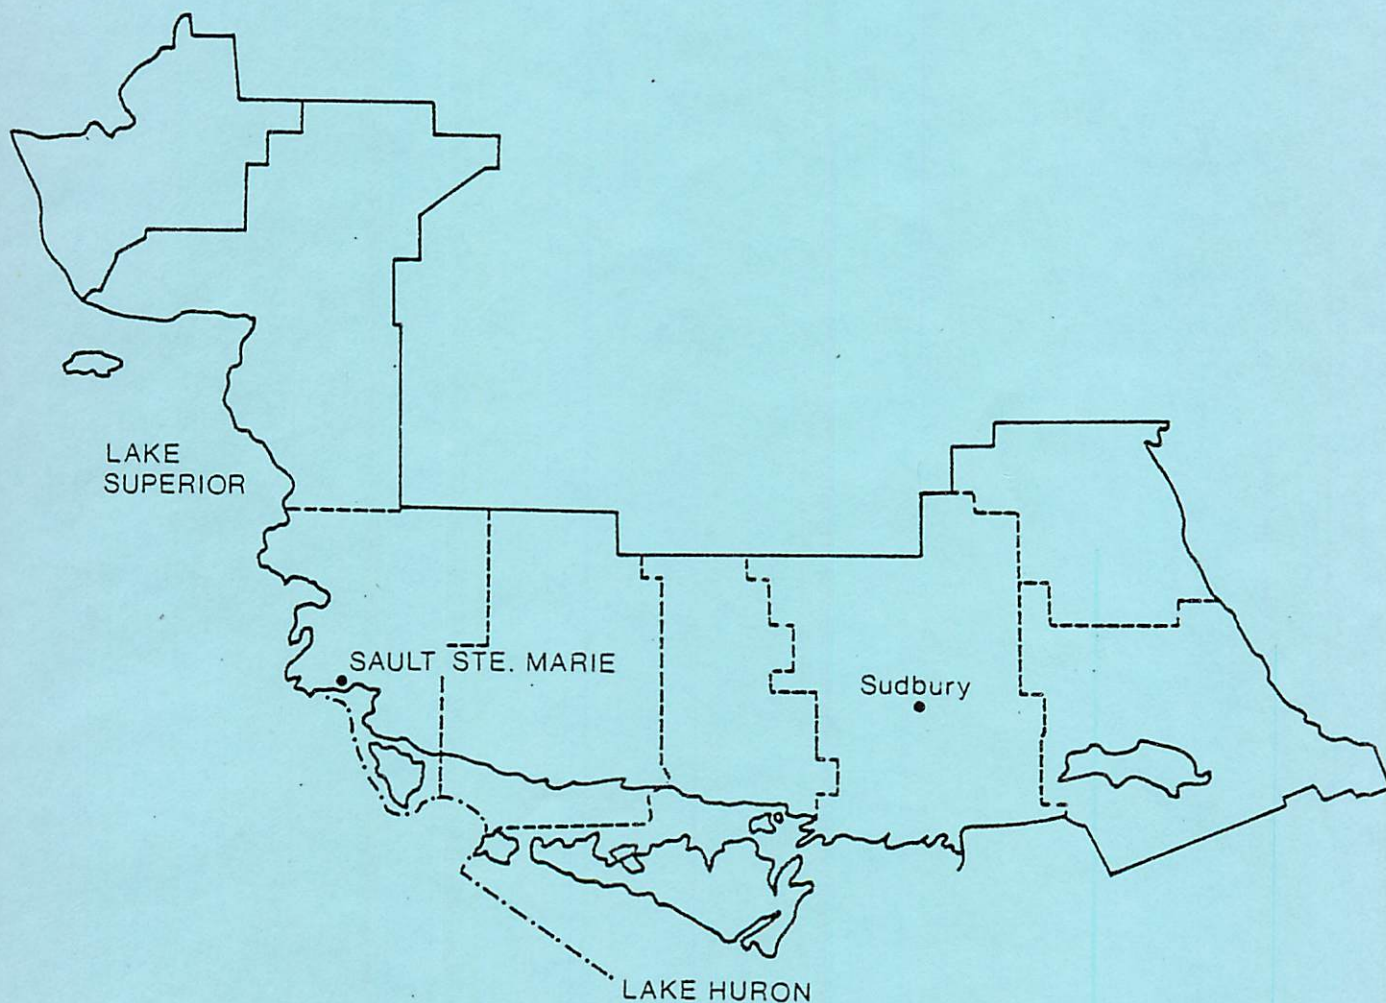 LAKE
SUPERIOR
SAULT STE. MARIE
Sudbury
LAKE HURON